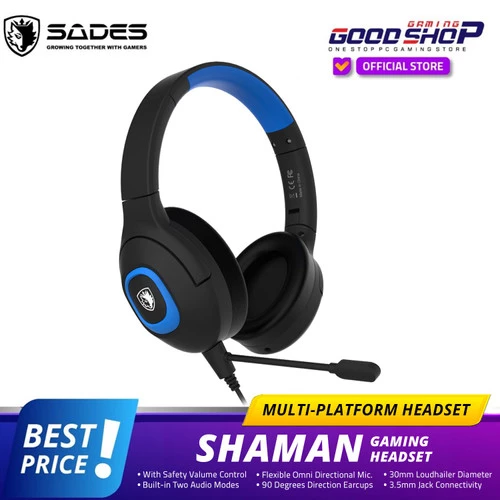 SADES
GROWING TOGETHER WITH GAMERS
GAMING
GOODSHOP
ONE STOP PC GAMING STORE
OFFICIAL STORE
MULTI-PLATFORM HEADSET
BEST
PRICE!
SHAMAN GAMING HEADSET
• With Safety Valume Control • Flexible Omni Directional Mic. • 30mm Loudhailer Diameter
• Built-in Two Audio Modes • 90 Degrees Direction Earcups • 3.5mm Jack Connectivity